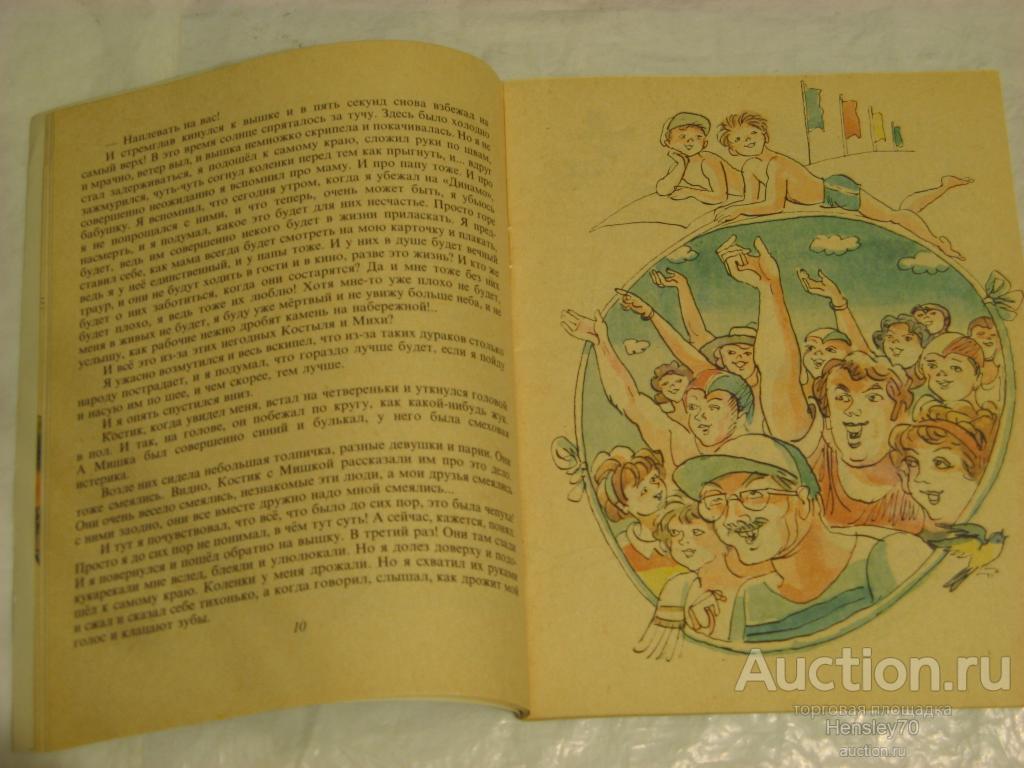 — Наплевать на вас!
И стремглав кинулся к вышке и в пять секунд снова взбежал на
самый верх! В это время солнце спряталось за тучу. Здесь было холодно
и мрачно, ветер выл, и вышка немножко скрипела и покачивалась. Но я не
стал задерживаться, я подошёл к самому краю, сложил руки по швам,
зажмурился, чуть-чуть согнул коленки перед тем как прыгнуть, и... вдруг
совершенно неожиданно я вспомнил про маму. И про папу тоже. И про
бабушку. Я вспомнил, что сегодня утром, когда я убежал на «Динамо»,
я не попрощался с ними, и что теперь, очень может быть, я убьюсь
насмерть, и я подумал, какое это будет для них несчастье. Просто горе
будет, ведь им совершенно некого будет в жизни приласкать. Я пред-
ставил себе, как мама всегда будет смотреть на мою карточку и плакать,
ведь я у неё единственный, и у папы тоже. И у них в душе будет вечный
траур, и они не будут ходить в гости и в кино, разве это жизнь? И кто же
будет о них заботиться, когда они состарятся? Да и мне тоже без них
будет плохо, я ведь тоже их люблю! Хотя мне-то уже плохо не будет,
меня в живых не будет, я буду уже мёртвый и не увижу больше неба, и не
услышу, как рабочие нежно дробят камень на набережной!..
И всё это из-за этих негодных Костыля и Михи?
Я ужасно возмутился и весь вскипел, что из-за таких дураков столько
народу пострадает, и я подумал, что гораздо лучше будет, если я пойду
и насую им по шее, и чем скорее, тем лучше.
И я опять спустился вниз.
Костик, когда увидел меня, встал на четвереньки и уткнулся головой
в пол. И так, на голове, он побежал по кругу, как какой-нибудь жук.
А Мишка был совершенно синий и булькал, у него была смеховая
истерика.
Возле них сидела небольшая толпичка, разные девушки и парни. Они
тоже смеялись. Видно, Костик с Мишкой рассказали им про это дело.
Они очень весело смеялись, незнакомые эти люди, а мои друзья смеялись
с ними заодно, они все вместе дружно надо мной смеялись...
И тут я почувствовал, что всё, что было до сих пор, это была чепуха!
Просто я до сих пор не понимал, в чём тут суть! А сейчас, кажется, понял.
И я повернулся и пошёл обратно на вышку. В третий раз! Они там сзади
кукарекали мне вслед, блеяли и улюлюкали. Но я долез доверху и подо-
шёл к самому краю. Коленки у меня дрожали. Но я схватил их руками
и сжал и сказал себе тихонько, а когда говорил, слышал, как дрожит мой
голос и клацают зубы.
10
Auction.ru
торговая площадка
Hensley70
auction.ru